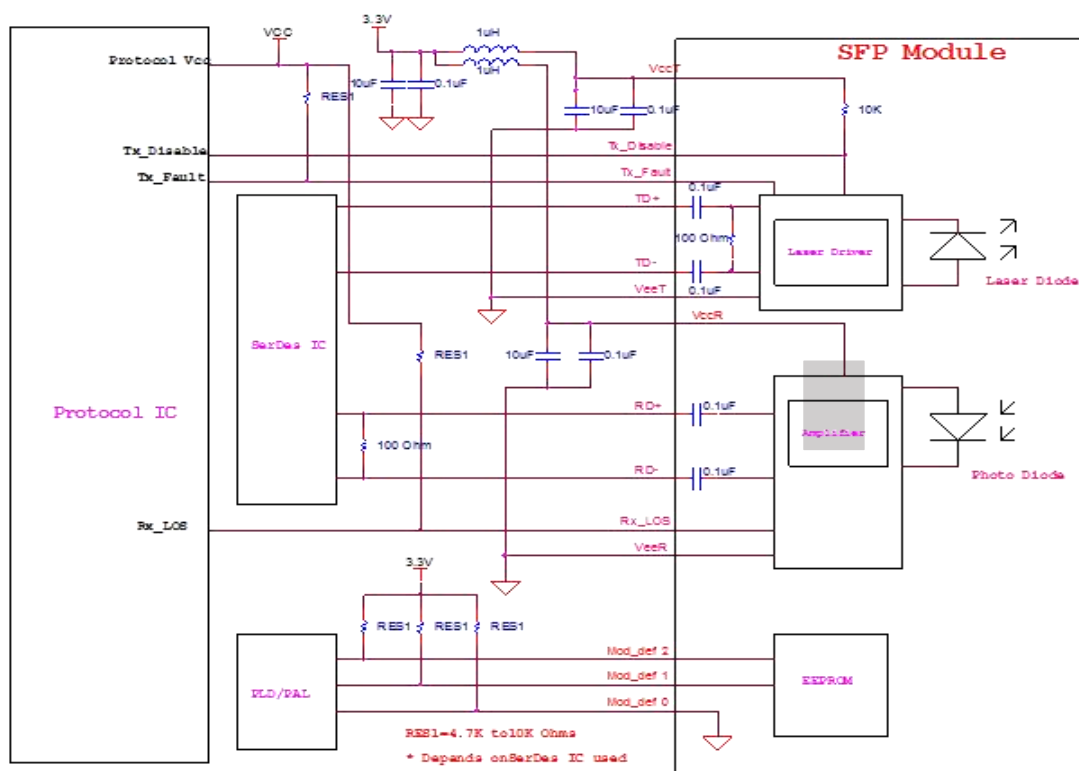 3.3V
VCC
1uH
SFP Module
Protocol Vcc
1uH
VccT
10uF
0.1uF
RES1
10uF
0.1uF
10K
Tx_Disable
Tx_Disable
Tx_Fault
Tx_Fault
0.1uF
TD+
100 Ohm
Laser Driver
TD-
0.1uF
VeeT
Laser Diode
VccR
SerDes IC
RES1
10uF
0.1uF
Protocol IC
RD+
0.1uF
Amplifier
100 Ohm
RD-
0.1uF
Photo Diode
Rx_LOS
Rx_LOS
VeeR
3.3V
RES1
RES1
RES1
Mod_def 2
Mod_def 1
PLD/PAL
EEPROM
Mod_def 0
RES1=4.7K to10K Ohms
* Depends onSerDes IC used